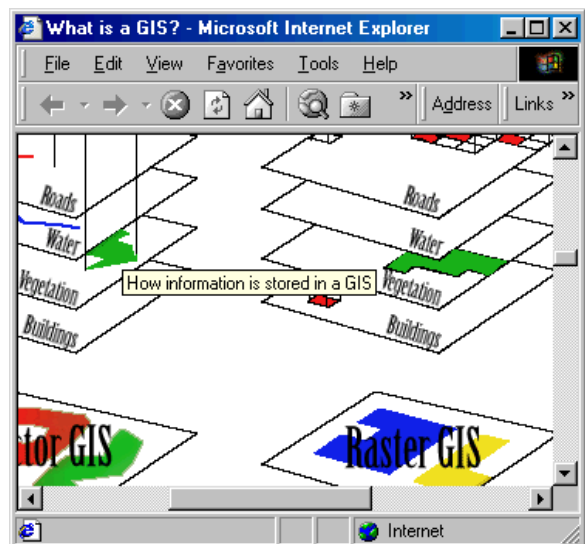 What is a GIS? - Microsoft Internet Explorer
File Edit View Favorites Tools Help
» Address Links »
Roads Roads
Water Water
Vegetation Vegetation
How information is stored in a GIS
Buildings Buildings
ctor GIS Raster GIS
Internet